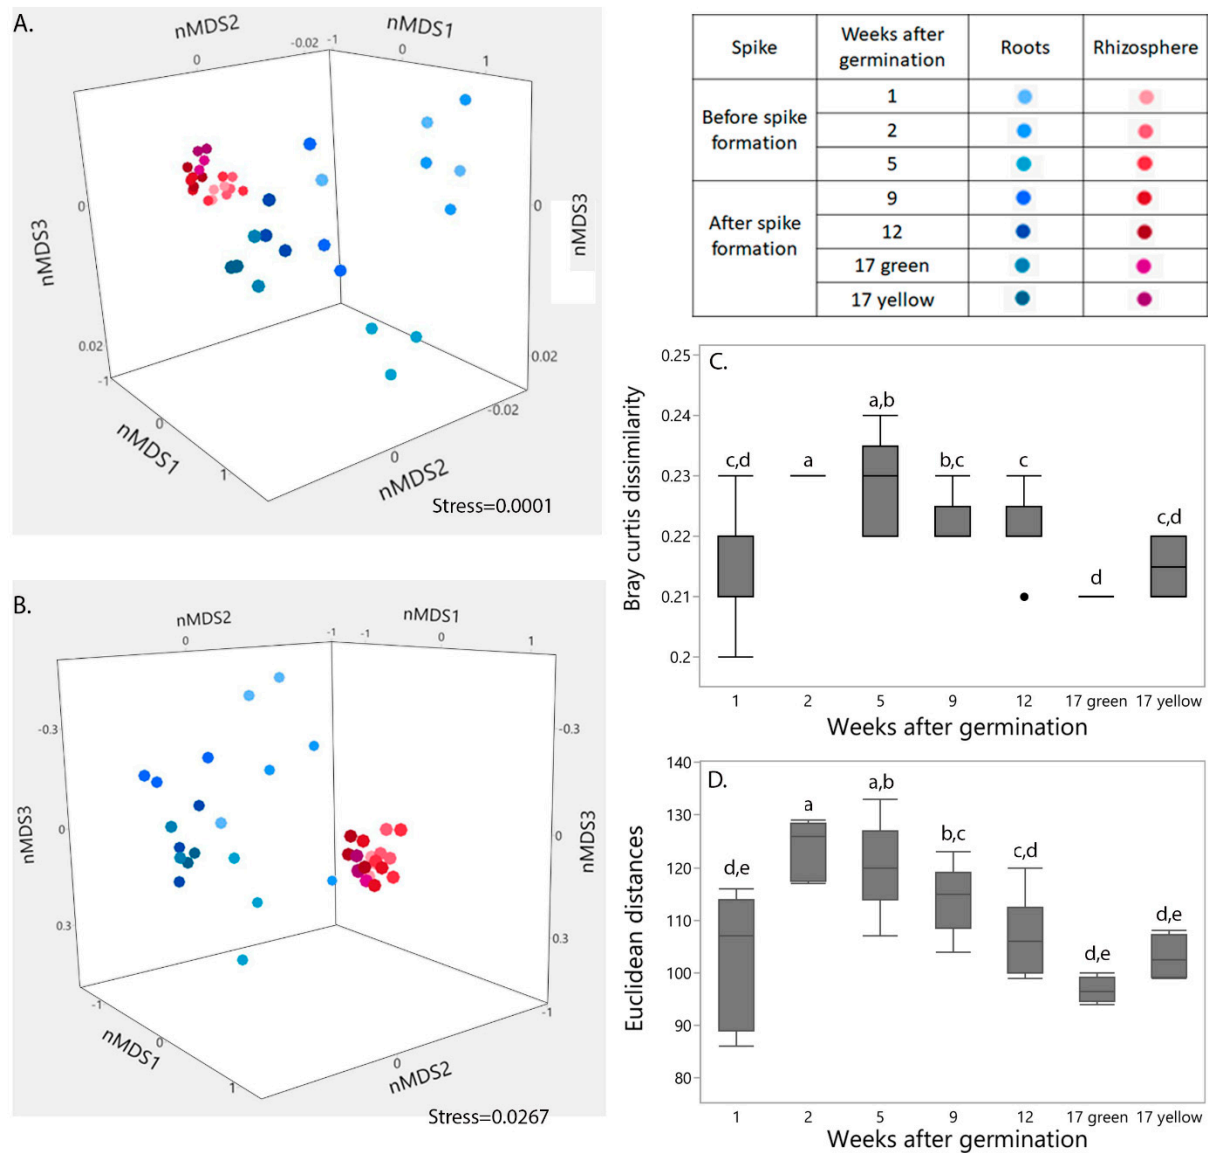 A.
nMDS2
nMDS1
-0.02
-1
0
0
1
nMDS3
0
0
nMDS3
0.02
-1
0.02
-0.02
0
0
nMDS1
1
nMDS2
Stress=0.0001
Spike
Weeks after germination
Roots
Rhizosphere
Before spike formation
1
2
5
After spike formation
9
12
17 green
17 yellow
B.
nMDS2
nMDS1
0
-1
-1
0
1
-0.3
-0.3
nMDS3
0
0
nMDS3
0.3
0.3
-1
-1
0
0
nMDS1
1
nMDS2
Stress=0.0267
C.
Bray curtis dissimilarity
0.25
0.24
0.23
0.22
0.21
0.2
c,d
a
a,b
b,c
c
d
c,d
1
2
5
9
12
17 green
17 yellow
Weeks after germination
D.
Euclidean distances
140
130
120
110
100
90
80
d,e
a
a,b
b,c
c,d
d,e
d,e
1
2
5
9
12
17 green
17 yellow
Weeks after germination